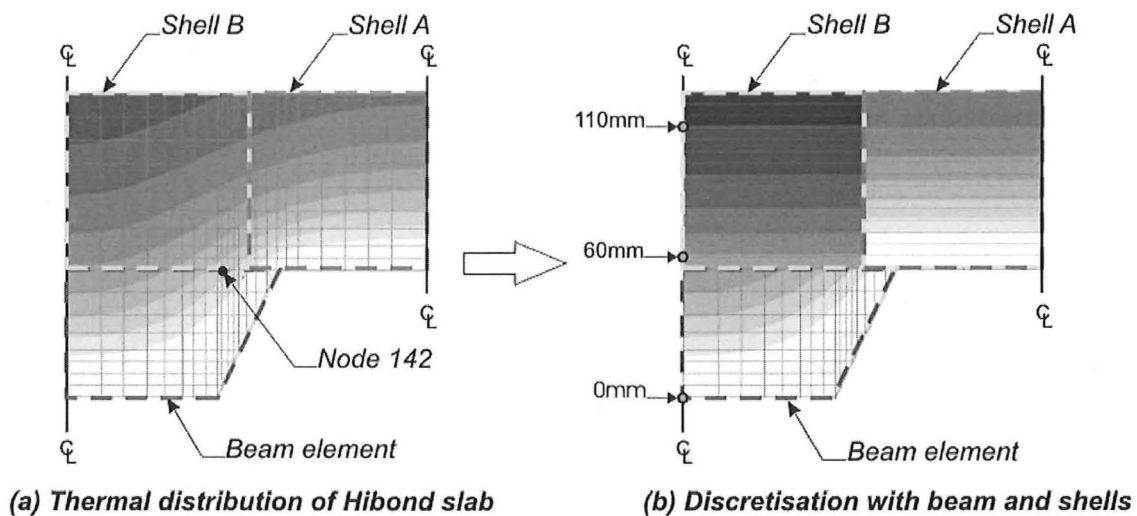 Shell B
Shell A
℄
℄
Node 142
Beam element
℄
℄
(a) Thermal distribution of Hibond slab
Shell B
Shell A
℄
℄
110mm
60mm
0mm
℄
℄
Beam element
(b) Discretisation with beam and shells